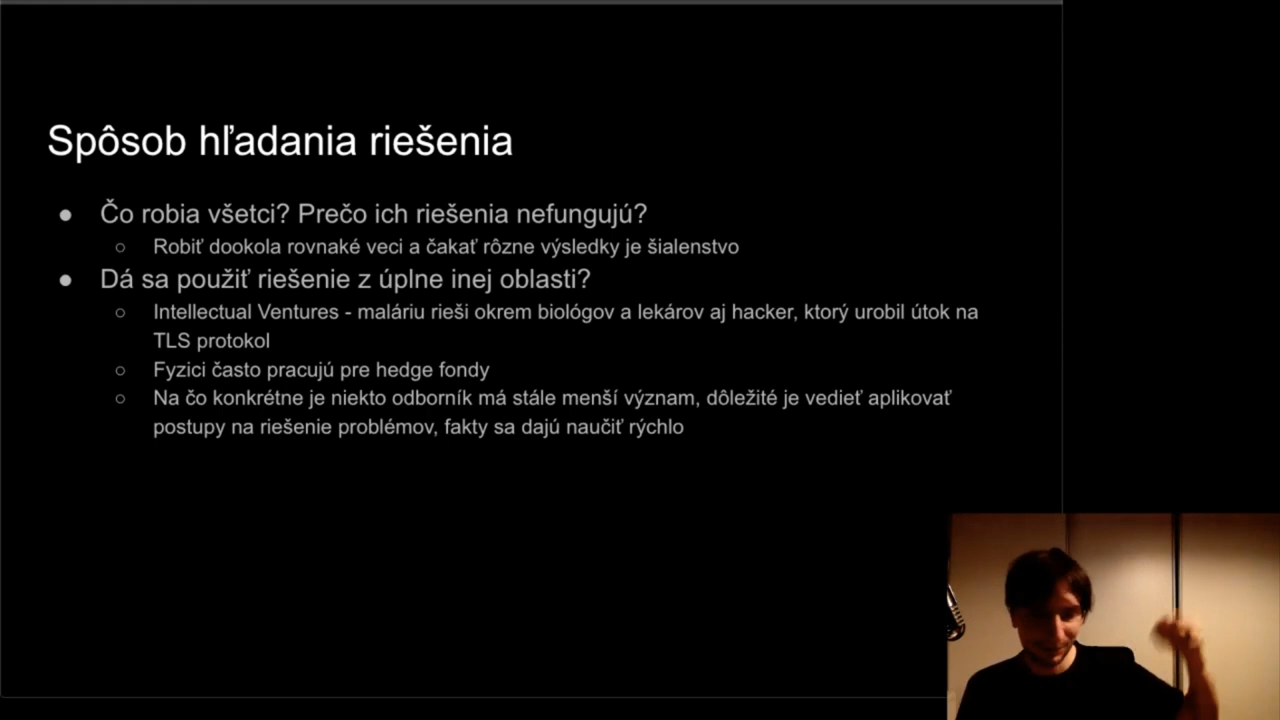 Spôsob hľadania riešenia
● Čo robia všetci? Prečo ich riešenia nefungujú?
○ Robiť dookola rovnaké veci a čakať rôzne výsledky je šialenstvo
● Dá sa použiť riešenie z úplne inej oblasti?
○ Intellectual Ventures - maláriu rieši okrem biológov a lekárov aj hacker, ktorý urobil útok na
TLS protokol
○ Fyzici často pracujú pre hedge fondy
○ Na čo konkrétne je niekto odborník má stále menší význam, dôležité je vedieť aplikovať
postupy na riešenie problémov, fakty sa dajú naučiť rýchlo